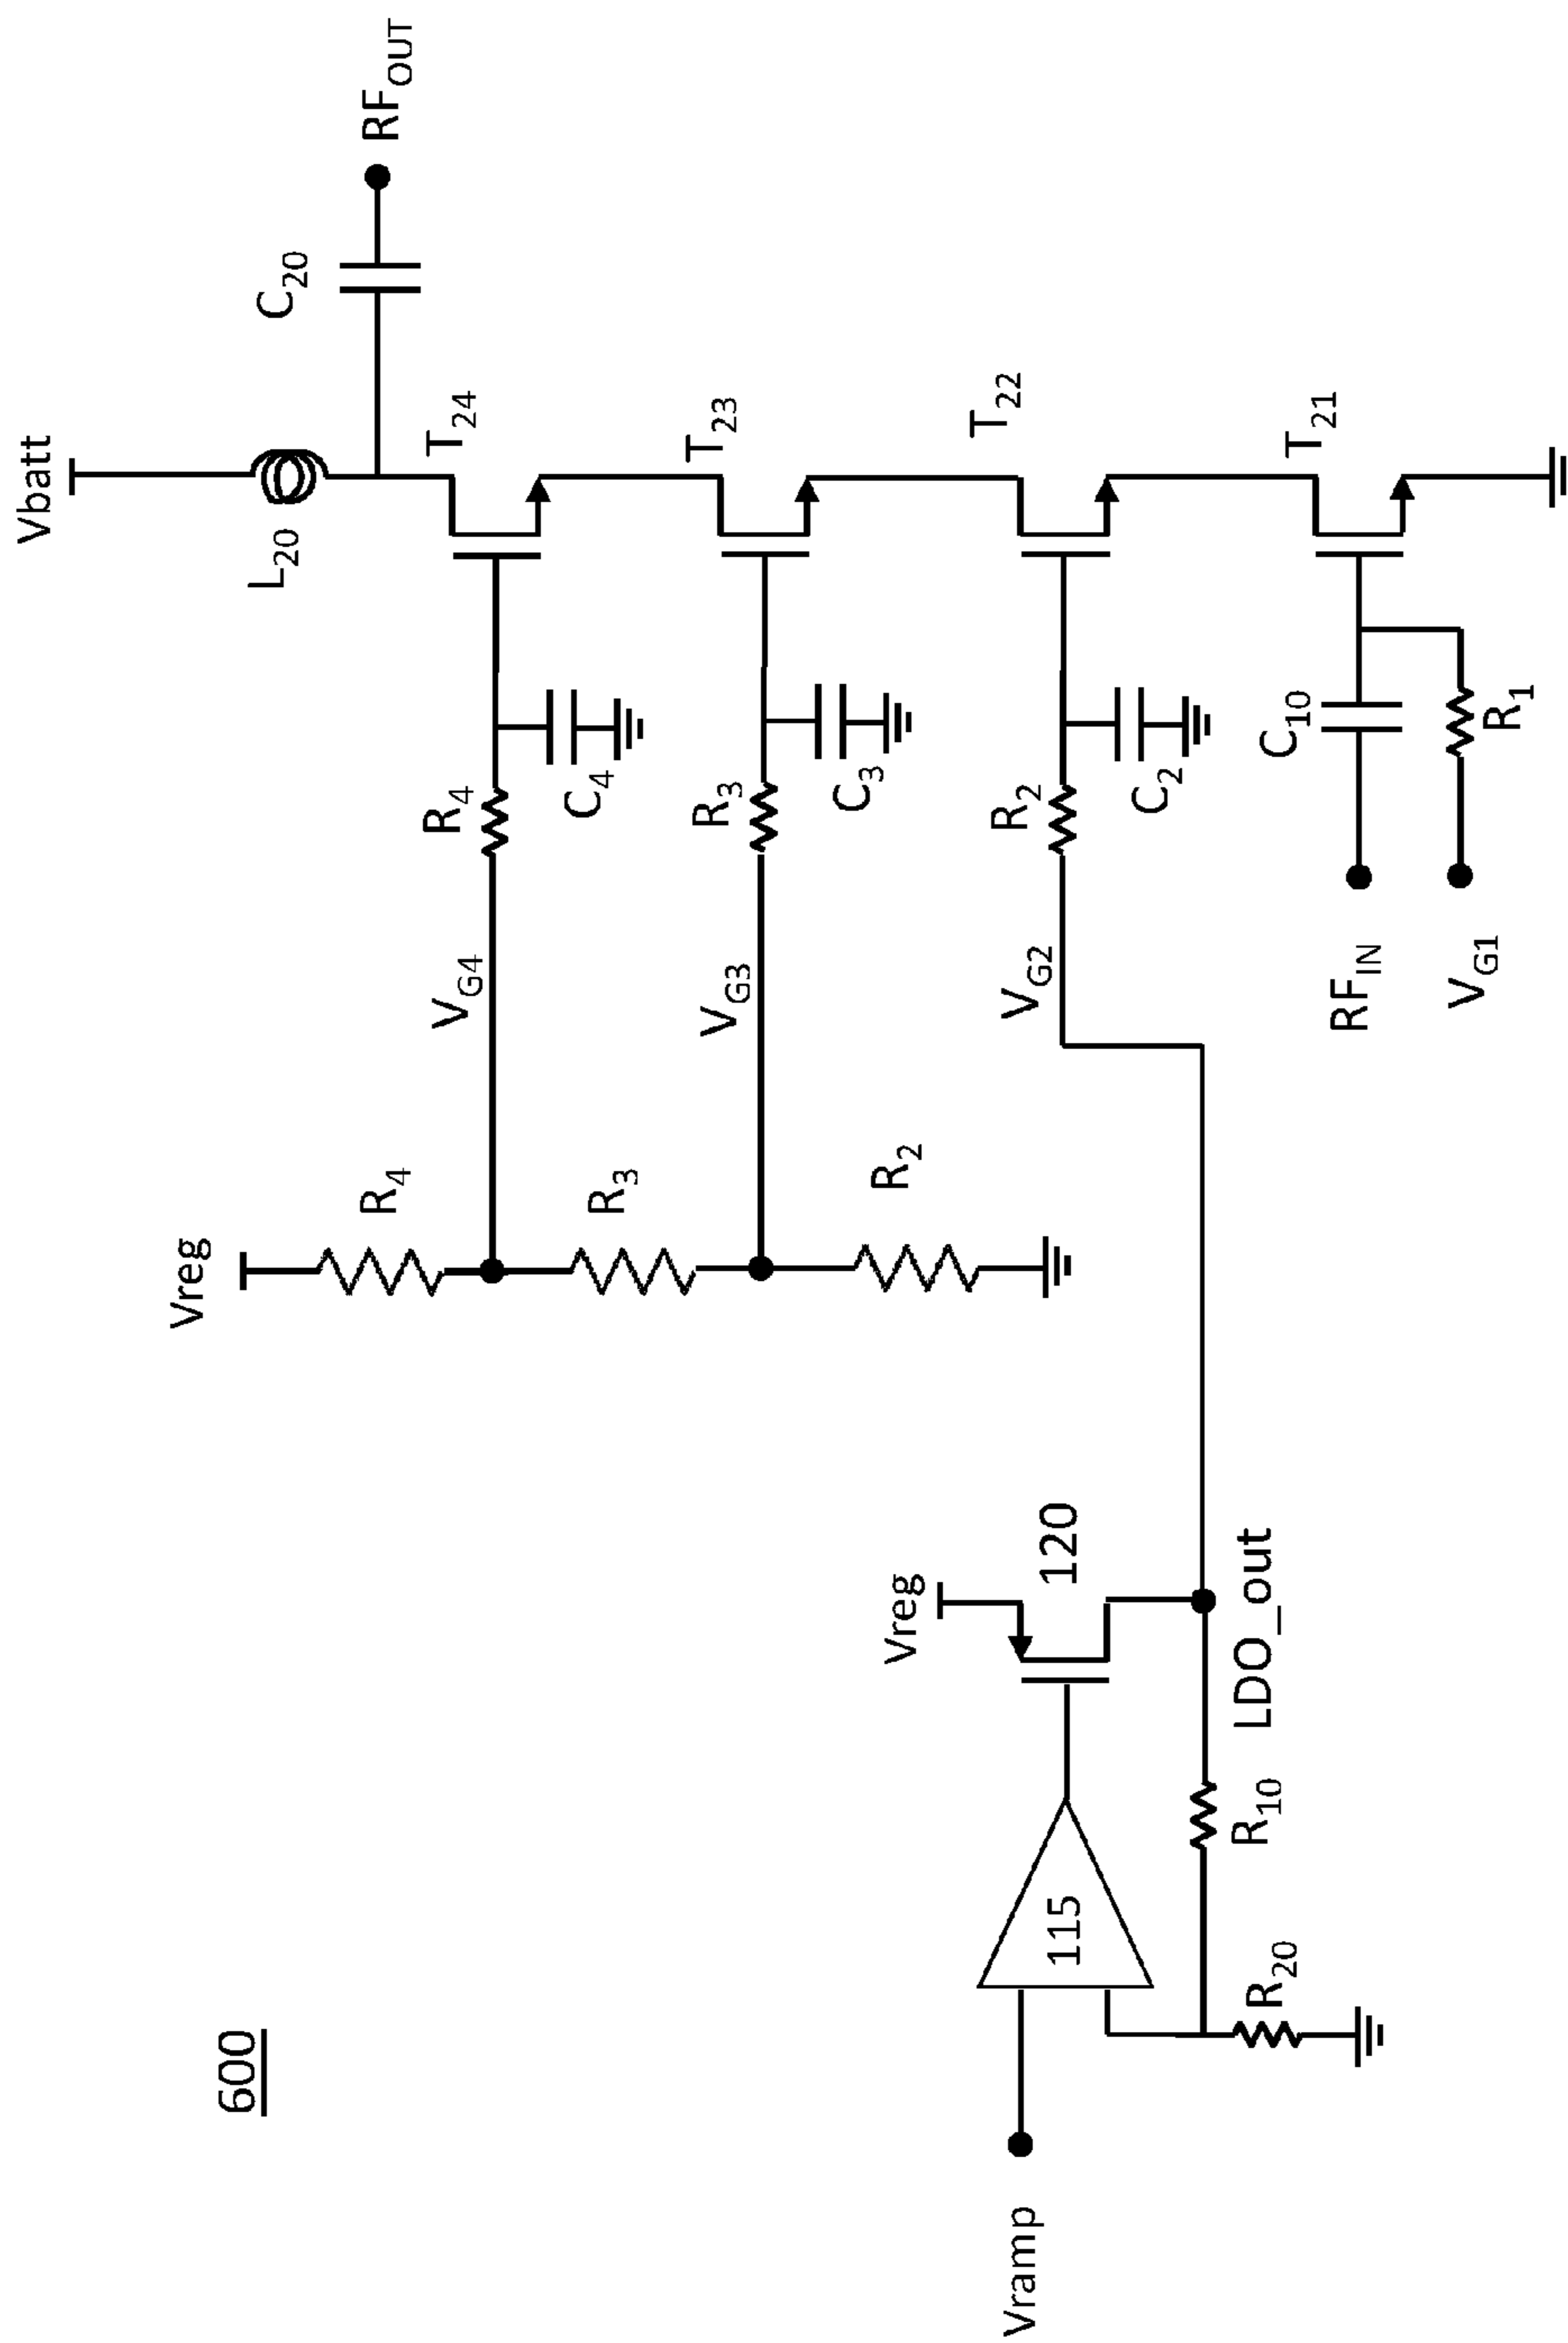 600
Vbatt
L20
C20
RFOUT
T24
R4
C4
VG4
Vreg
R4
T23
R3
C3
VG3
R3
T22
R2
C2
VG2
R2
T21
C10
R1
RFIN
VG1
Vreg
120
115
LDO_out
R10
R20
Vramp